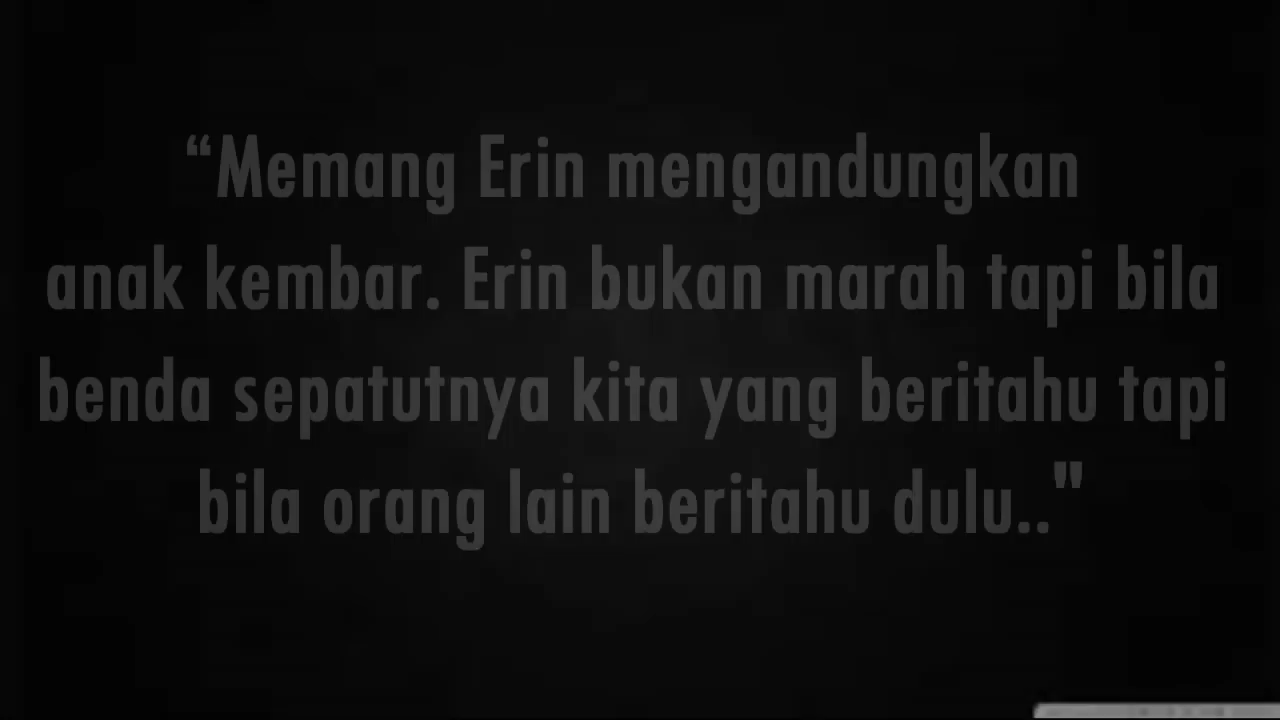 “Memang Erin mengandungkan
anak kembar. Erin bukan marah tapi bila
benda sepatutnya kita yang beritahu tapi
bila orang lain beritahu dulu.."